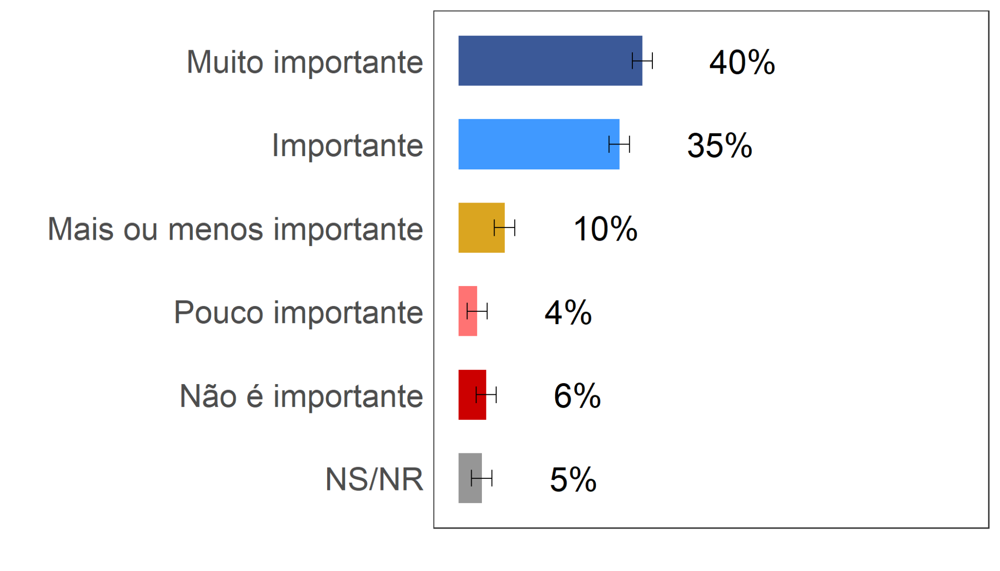 Muito importante 40%
Importante 35%
Mais ou menos importante 10%
Pouco importante 4%
Não é importante 6%
NS/NR 5%